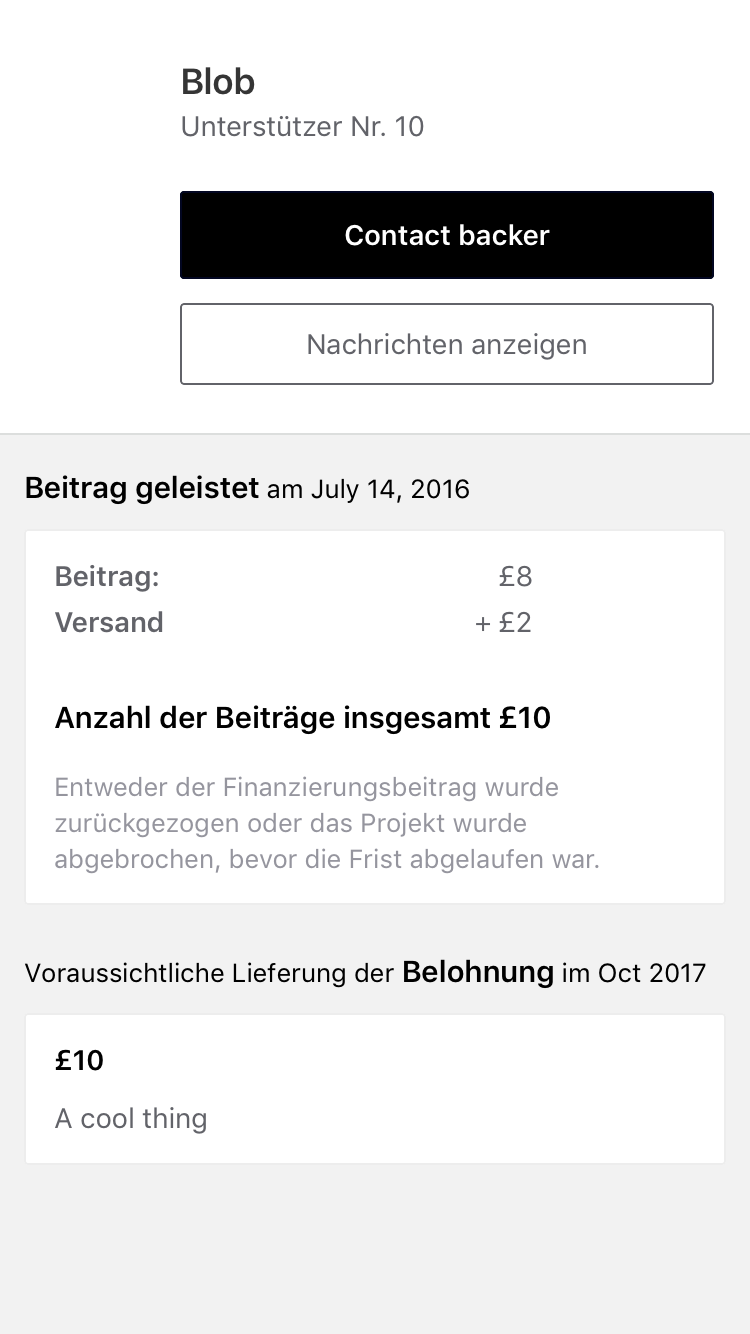 Blob
Unterstützer Nr. 10
Contact backer
Nachrichten anzeigen
Beitrag geleistet am July 14, 2016
Beitrag: £8
Versand + £2
Anzahl der Beiträge insgesamt £10
Entweder der Finanzierungsbeitrag wurde
zurückgezogen oder das Projekt wurde
abgebrochen, bevor die Frist abgelaufen war.
Voraussichtliche Lieferung der Belohnung im Oct 2017
£10
A cool thing